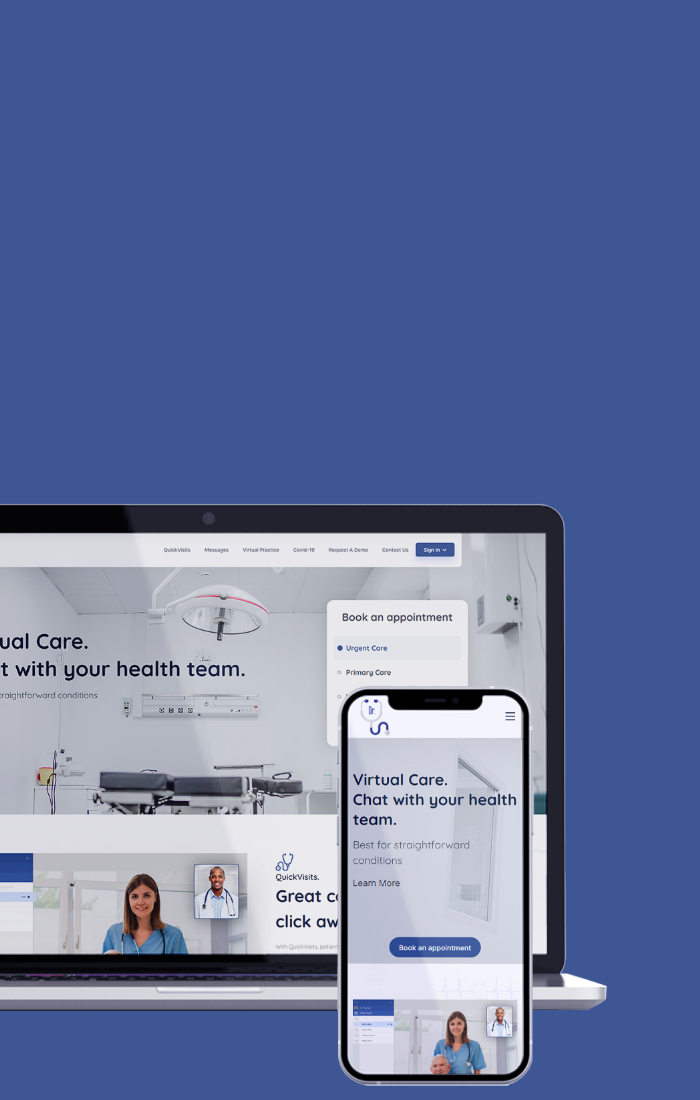 QuickVisits Messages Virtual Practice Covid-19 Request A Demo Contact Us Sign In
tual Care.
t with your health team.
traightforward conditions
Book an appointment
Urgent Care
Primary Care
QuickVisits.
Great c
click aw
With QuickVisits, patien
Dr.
Virtual Care.
Chat with your health
team.
Best for straightforward
conditions
Learn More
Book an appointment